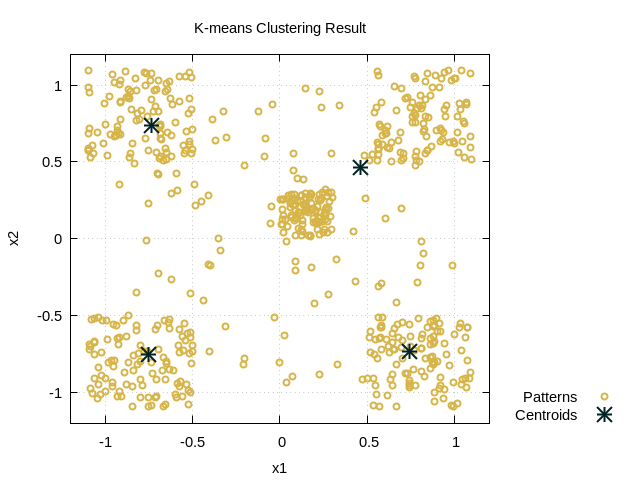 K-means Clustering Result
x2
1
0.5
0
-0.5
-1
-1 -0.5 0 0.5 1
x1
Patterns
Centroids